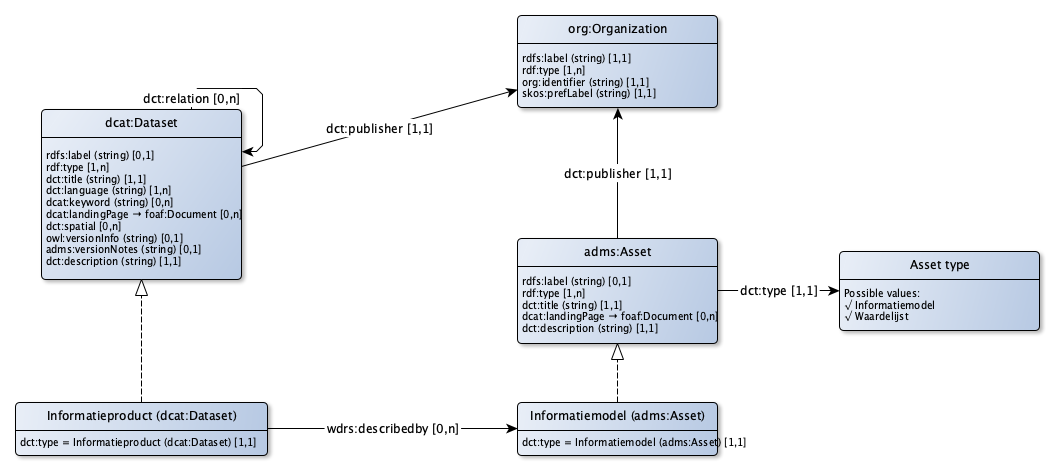 org:Organization
rdfs:label (string) [1,1]
rdf:type [1,n]
org:identifier (string) [1,1]
skos:prefLabel (string) [1,1]
dct:relation [0,n]
dcat:Dataset
rdfs:label (string) [0,1]
rdf:type [1,n]
dct:title (string) [1,1]
dct:language (string) [1,n]
dcat:keyword (string) [0,n]
dcat:landingPage → foaf:Document [0,n]
dct:spatial [0,n]
owl:versionInfo (string) [0,1]
adms:versionNotes (string) [0,1]
dct:description (string) [1,1]
dct:publisher [1,1]
dct:publisher [1,1]
adms:Asset
rdfs:label (string) [0,1]
rdf:type [1,n]
dct:title (string) [1,1]
dcat:landingPage → foaf:Document [0,n]
dct:description (string) [1,1]
dct:type [1,1]
Asset type
Possible values:
√ Informatiemodel
√ Waardelijst
Informatieproduct (dcat:Dataset)
dct:type = Informatieproduct (dcat:Dataset) [1,1]
wdrs:describedby [0,n]
Informatiemodel (adms:Asset)
dct:type = Informatiemodel (adms:Asset) [1,1]